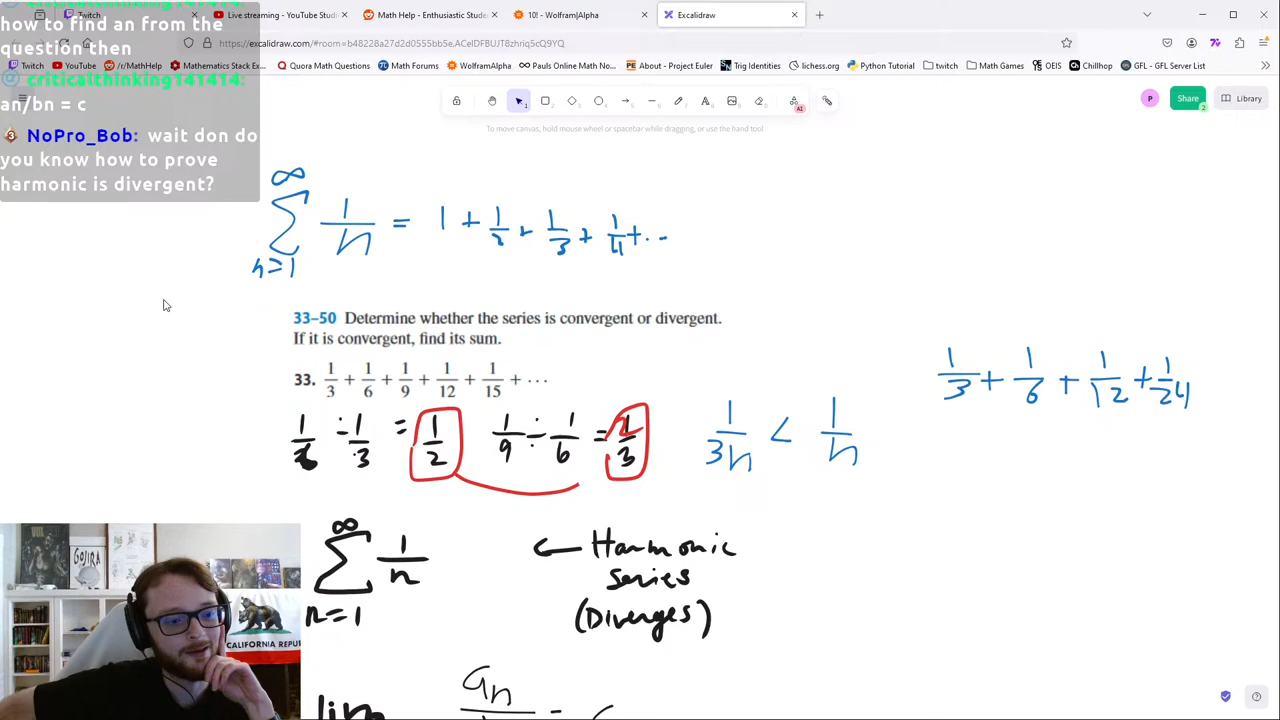 Twitch
Live streaming - YouTube Studio
Math Help - Enthusiastic Student
10! - Wolfram|Alpha
Excalidraw
https://excalidraw.com/#room=
Twitch
YouTube
(r/MathHelp
Mathematics Stack Ex...
Quora Math Questions
Math Forums
WolframAlpha
Pauls Online Math No...
About - Project Euler
Trig Identities
lichess.org
Playground
twitch
Math Games
OEIS
Chillhop
GFL - GFL Server List
how to find an from the
question then
criticalthinking141414:
an/bn = c
NoPro_Bob: wait don do
you know how to prove
harmonic is divergent?
P
Share
2
Library
AI
To move canvas, hold mouse wheel or spacebar while dragging, or use the hand tool
∞ ∑ n=1 1/n = 1 + 1/2 + 1/3 + 1/4 + ...
33–50 Determine whether the series is convergent or divergent.
If it is convergent, find its sum.
33. 1/3 + 1/6 + 1/9 + 1/12 + 1/15 + ···
1/3 + 1/6 + 1/12 + 1/24
1/6 ÷ 1/3 = 1/2
1/9 ÷ 1/6 = 2/3
1/3n < 1/n
∞ ∑ n=1 1/n
← Harmonic
series
(Diverges)
lim an = c
GOJIRA
CALIFORNIA REPU